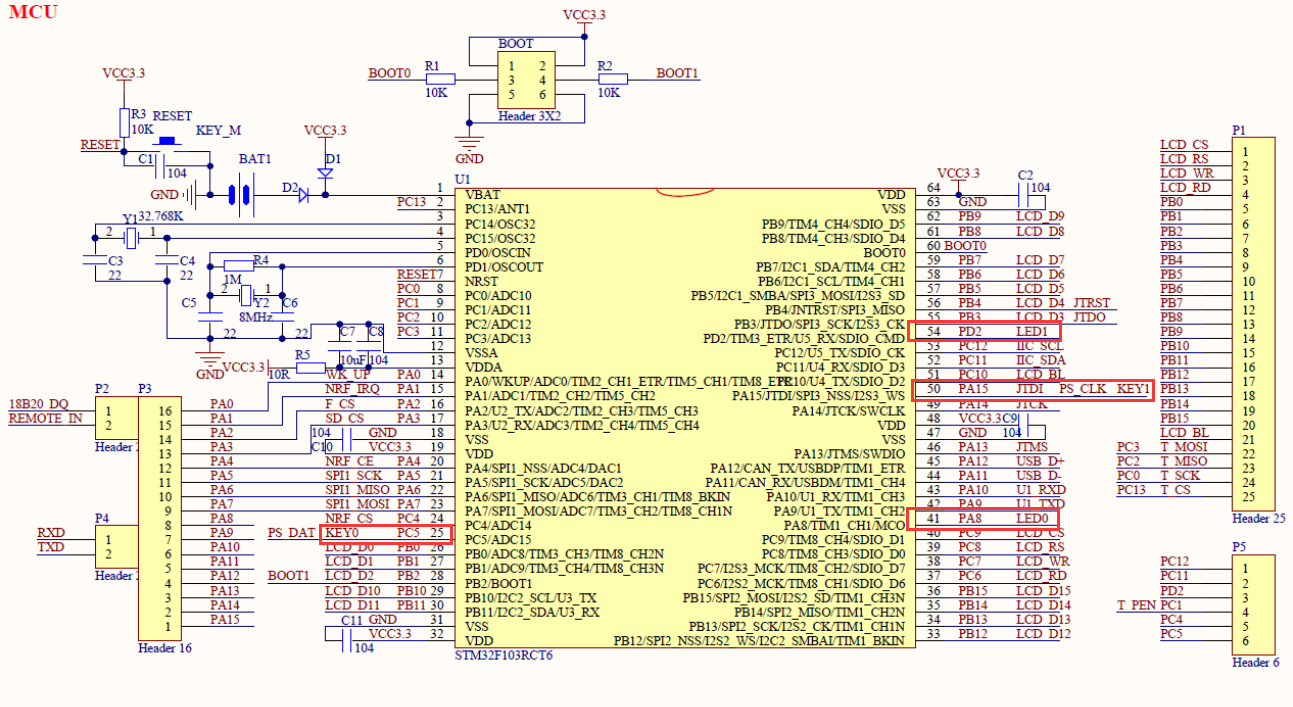 MCU
VCC3.3
BOOT
BOOT0 R1 10K
1 2
3 4
5 6
R2 10K BOOT1
Header 3X2
GND
VCC3.3
R3 RESET
10K KEY_M
RESET
C1 104
BAT1
VCC3.3
D1
GND
D2
Y1 32.768K
2 1
C3 22
C4 22
R4
1M
2 1
Y2
8MHz
C5 22
C6 22
GND
C7 C8
10uF 104
VCC3.3 R5
10R
U1
1 VBAT
PC13 2 PC13/ANT1
3 PC14/OSC32
4 PC15/OSC32
5 PD0/OSCIN
6 PD1/OSCOUT
RESET 7 NRST
PC0 8 PC0/ADC10
PC1 9 PC1/ADC11
PC2 10 PC2/ADC12
PC3 11 PC3/ADC13
12 VSSA
13 VDDA
WK_UP PA0 14 PA0/WKUP/ADC0/TIM2_CH1_ETR/TIM5_CH1/TIM8_ETR
NRF_IRQ PA1 15 PA1/ADC1/TIM2_CH2/TIM5_CH2
F_CS PA2 16 PA2/U2_TX/ADC2/TIM2_CH3/TIM5_CH3
SD_CS PA3 17 PA3/U2_RX/ADC3/TIM2_CH4/TIM5_CH4
104 GND 18 VSS
C10 VCC3.3 19 VDD
NRF_CE PA4 20 PA4/SPI1_NSS/ADC4/DAC1
SPI1_SCK PA5 21 PA5/SPI1_SCK/ADC5/DAC2
SPI1_MISO PA6 22 PA6/SPI1_MISO/ADC6/TIM3_CH1/TIM8_BKIN
SPI1_MOSI PA7 23 PA7/SPI1_MOSI/ADC7/TIM3_CH2/TIM8_CH1N
NRF_CS PC4 24 PC4/ADC14
PS_DAT KEY0 PC5 25 PC5/ADC15
LCD_D0 PB0 26 PB0/ADC8/TIM3_CH3/TIM8_CH2N
LCD_D1 PB1 27 PB1/ADC9/TIM3_CH4/TIM8_CH3N
BOOT1 LCD_D2 PB2 28 PB2/BOOT1
LCD_D10 PB10 29 PB10/I2C2_SCL/U3_TX
LCD_D11 PB11 30 PB11/I2C2_SDA/U3_RX
C11 GND 31 VSS
104 VCC3.3 32 VDD
STM32F103RCT6
VCC3.3
C2 104
VDD 64
VSS 63 GND
PB9/TIM4_CH4/SDIO_D5 62 PB9 LCD_D9
PB8/TIM4_CH3/SDIO_D4 61 PB8 LCD_D8
BOOT0 60 BOOT0
PB7/I2C1_SDA/TIM4_CH2 59 PB7 LCD_D7
PB6/I2C1_SCL/TIM4_CH1 58 PB6 LCD_D6
PB5/I2C1_SMBA/SPI3_MOSI/I2S3_SD 57 PB5 LCD_D5
PB4/JNTRST/SPI3_MISO 56 PB4 LCD_D4 JTRST
PB3/JTDO/SPI3_SCK/I2S3_CK 55 PB3 LCD_D3 JTDO
PD2/TIM3_ETR/U5_RX/SDIO_CMD 54 PD2 LED1
PC12/U5_TX/SDIO_CK 53 PC12 IIC_SCL
PC11/U4_RX/SDIO_D3 52 PC11 IIC_SDA
PC10/U4_TX/SDIO_D2 51 PC10 LCD_BL
PA15/JTDI/SPI3_NSS/I2S3_WS 50 PA15 JTDI PS_CLK KEY1
PA14/JTCK/SWCLK 49 PA14 JTCK
VDD 48 VCC3.3 C9
VSS 47 GND 104
PA13/JTMS/SWDIO 46 PA13 JTMS
PA12/CAN_TX/USBDP/TIM1_ETR 45 PA12 USB_D+
PA11/CAN_RX/USBDM/TIM1_CH4 44 PA11 USB_D-
PA10/U1_RX/TIM1_CH3 43 PA10 U1_RXD
PA9/U1_TX/TIM1_CH2 42 PA9 U1_TXD
PA8/TIM1_CH1/MCO 41 PA8 LED0
PC9/TIM8_CH4/SDIO_D1 40 PC9 LCD_CS
PC8/TIM8_CH3/SDIO_D0 39 PC8 LCD_RS
PC7/I2S3_MCK/TIM8_CH2/SDIO_D7 38 PC7 LCD_WR
PC6/I2S2_MCK/TIM8_CH1/SDIO_D6 37 PC6 LCD_RD
PB15/SPI2_MOSI/I2S2_SD/TIM1_CH3N 36 PB15 LCD_D15
PB14/SPI2_MISO/TIM1_CH2N 35 PB14 LCD_D14
PB13/SPI2_SCK/I2S2_CK/TIM1_CH1N 34 PB13 LCD_D13
PB12/SPI2_NSS/I2S2_WS/I2C2_SMBAI/TIM1_BKIN 33 PB12 LCD_D12
P2
18B20_DQ 1
REMOTE_IN 2
Header
P4
RXD 1
TXD 2
Header
P3
16 PA0
15 PA1
14 PA2
13 PA3
12 PA4
11 PA5
10 PA6
9 PA7
8 PA8
7 PA9
6 PA10
5 PA11
4 PA12
3 PA13
2 PA14
1 PA15
Header 16
P1
LCD_CS 1
LCD_RS 2
LCD_WR 3
LCD_RD 4
PB0 5
PB1 6
PB2 7
PB3 8
PB4 9
PB5 10
PB6 11
PB7 12
PB8 13
PB9 14
PB10 15
PB11 16
PB12 17
PB13 18
PB14 19
PB15 20
LCD_BL 21
PC3 T_MOSI 22
PC2 T_MISO 23
PC0 T_SCK 24
PC13 T_CS 25
Header 25
P5
PC12 1
PC11 2
PD2 3
T_PEN PC1 4
PC4 5
PC5 6
Header 6